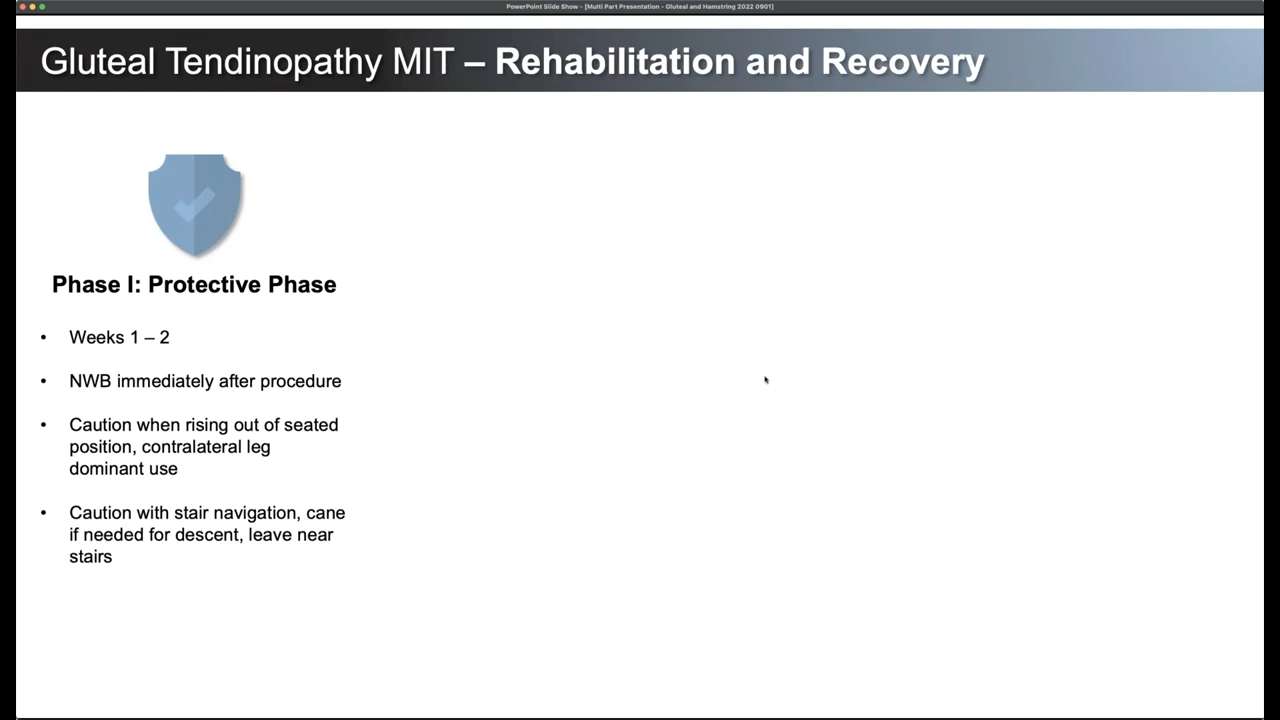 PowerPoint Slide Show - [Multi Part Presentation - Gluteal and Hamstring 2022 0901]
Gluteal Tendinopathy MIT – Rehabilitation and Recovery
Phase I: Protective Phase
• Weeks 1 – 2
• NWB immediately after procedure
• Caution when rising out of seated
position, contralateral leg
dominant use
• Caution with stair navigation, cane
if needed for descent, leave near
stairs